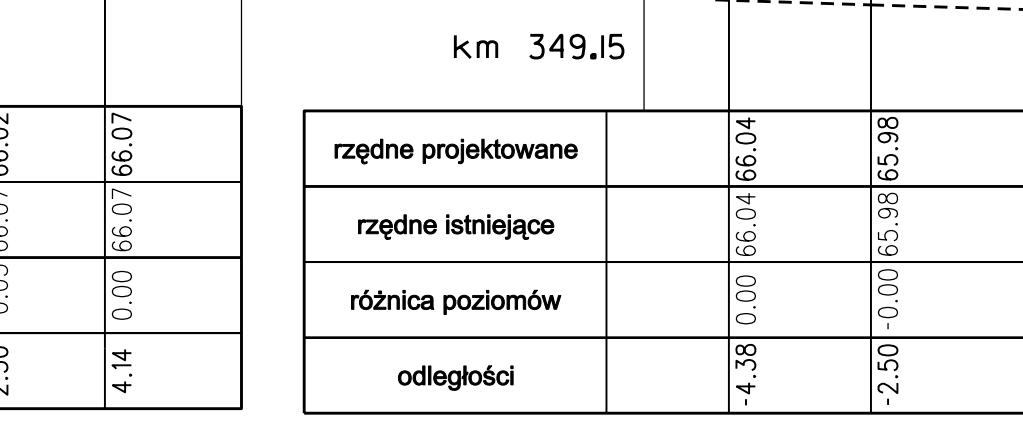 km 349.15
66.07
66.07
0.00
4.14
rzędne projektowane 66.04 65.98
rzędne istniejące 66.04 65.98
różnica poziomów 0.00 -0.00
odległości -4.38 -2.50